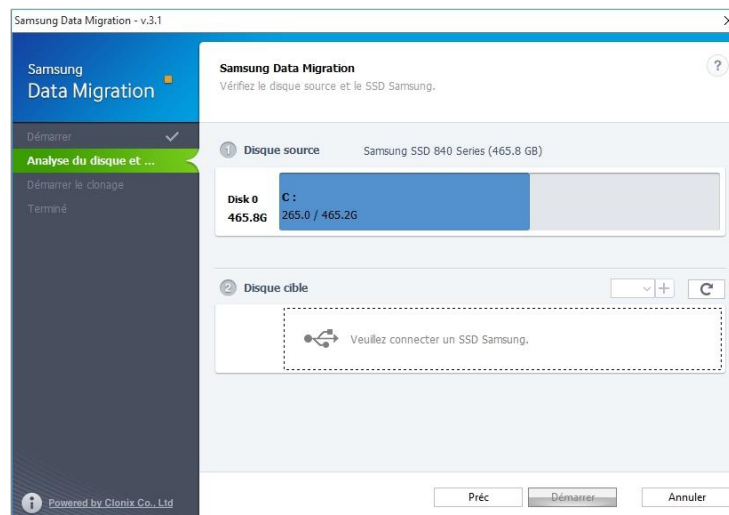 Samsung Data Migration - v.3.1
Samsung
Data Migration
Samsung Data Migration
Vérifiez le disque source et le SSD Samsung.
?
Démarrer
Analyse du disque et ...
Démarrer le clonage
Terminé
1 Disque source Samsung SSD 840 Series (465.8 GB)
Disk 0
465.8G
C :
265.0 / 465.2G
2 Disque cible
Veuillez connecter un SSD Samsung.
Powered by Clonix Co., Ltd
Préc Démarrer Annuler